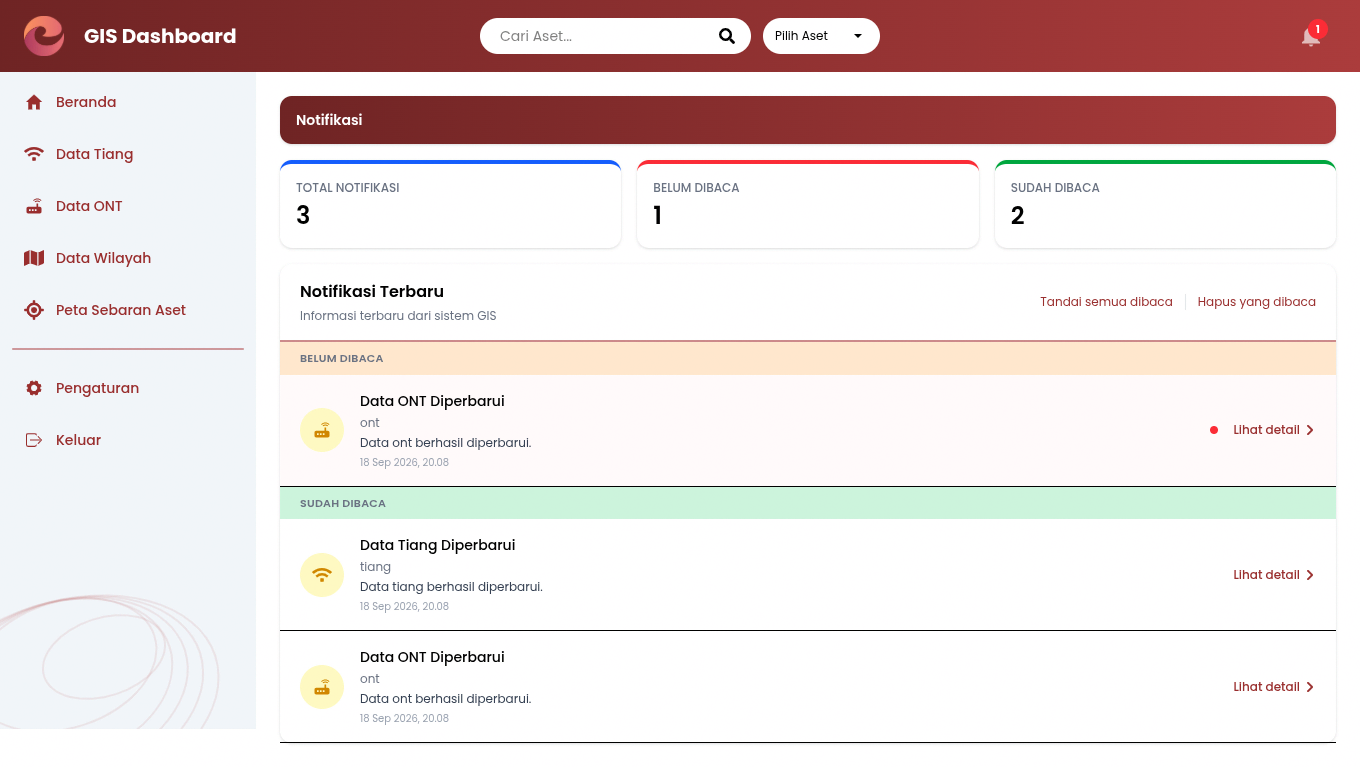 GIS Dashboard
Cari Aset...
Pilih Aset
1
Beranda
Data Tiang
Data ONT
Data Wilayah
Peta Sebaran Aset
Pengaturan
Keluar
Notifikasi
TOTAL NOTIFIKASI
3
BELUM DIBACA
1
SUDAH DIBACA
2
Notifikasi Terbaru
Informasi terbaru dari sistem GIS
Tandai semua dibaca
Hapus yang dibaca
BELUM DIBACA
Data ONT Diperbarui
ont
Data ont berhasil diperbarui.
18 Sep 2026, 20.08
Lihat detail
SUDAH DIBACA
Data Tiang Diperbarui
tiang
Data tiang berhasil diperbarui.
18 Sep 2026, 20.08
Lihat detail
Data ONT Diperbarui
ont
Data ont berhasil diperbarui.
18 Sep 2026, 20.08
Lihat detail